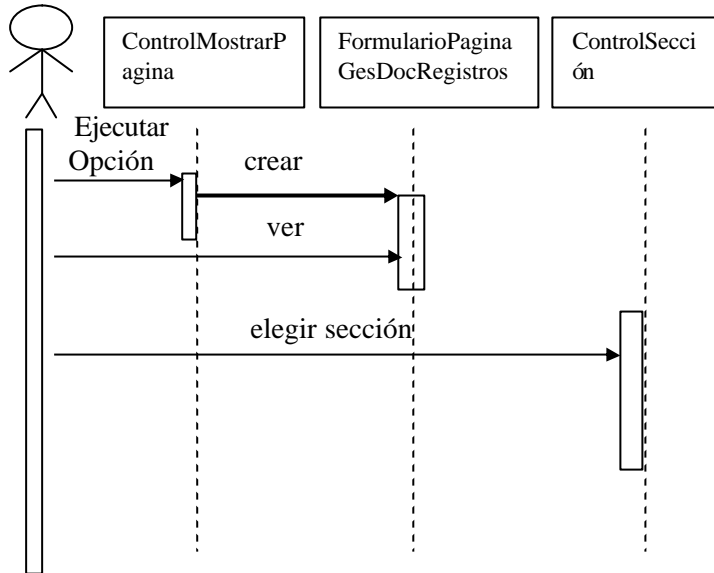 ControlMostrarP
agina
FormularioPagina
GesDocRegistros
ControlSecci
ón
Ejecutar
Opción
crear
ver
elegir sección